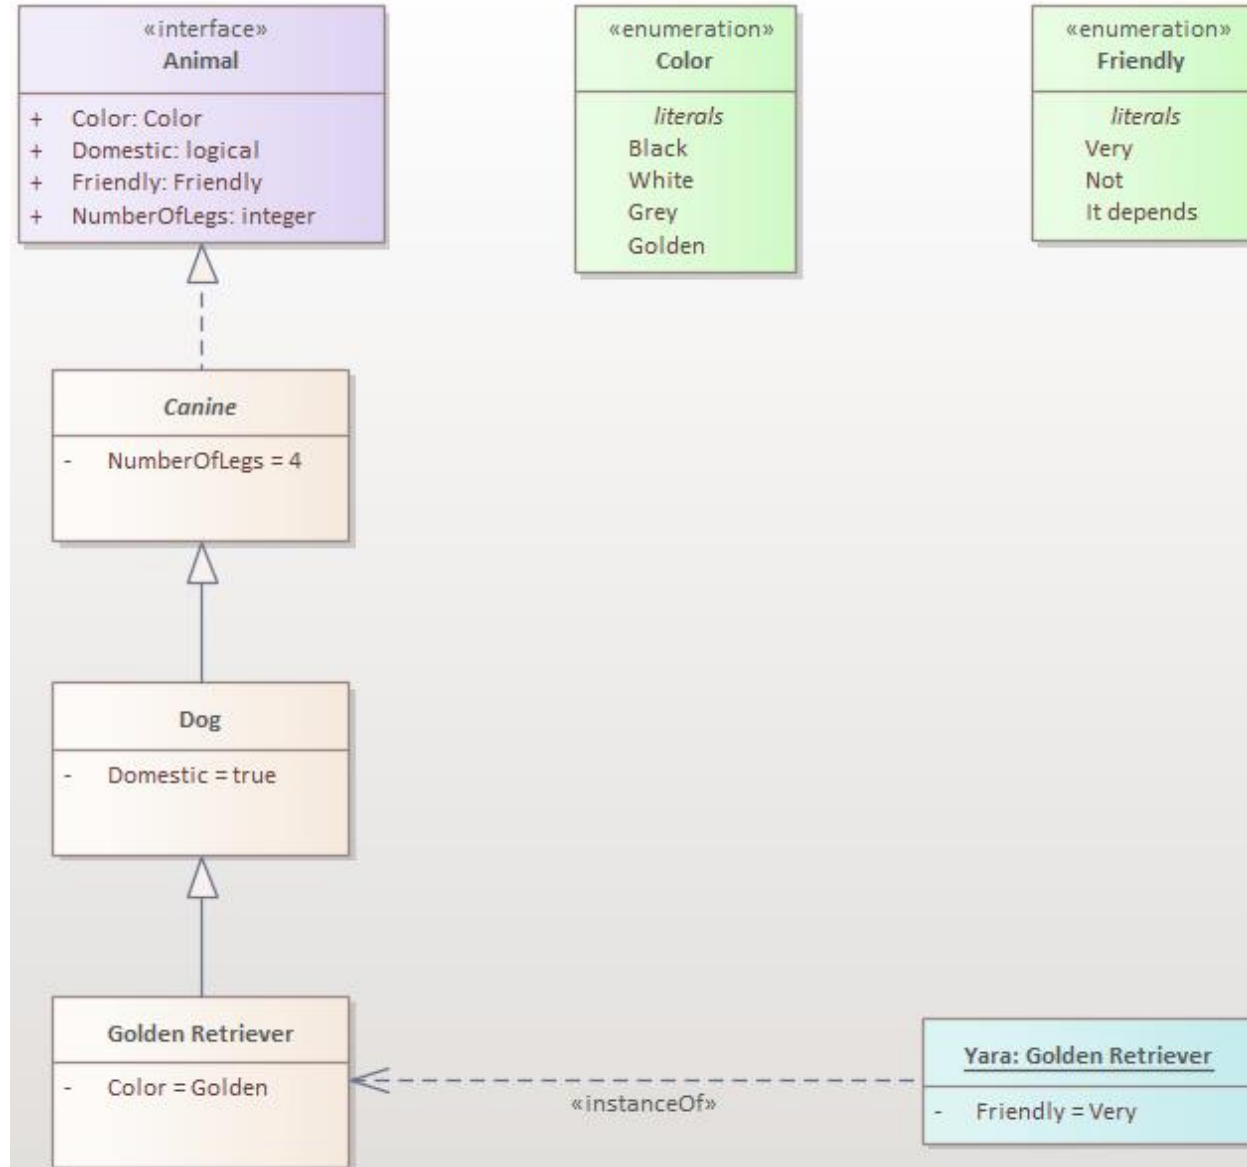 «interface»
Animal
+ Color: Color
+ Domestic: logical
+ Friendly: Friendly
+ NumberOfLegs: integer
«enumeration»
Color
literals
Black
White
Grey
Golden
«enumeration»
Friendly
literals
Very
Not
It depends
Canine
- NumberOfLegs = 4
Dog
- Domestic = true
Golden Retriever
- Color = Golden
«instanceOf»
Yara: Golden Retriever
- Friendly = Very